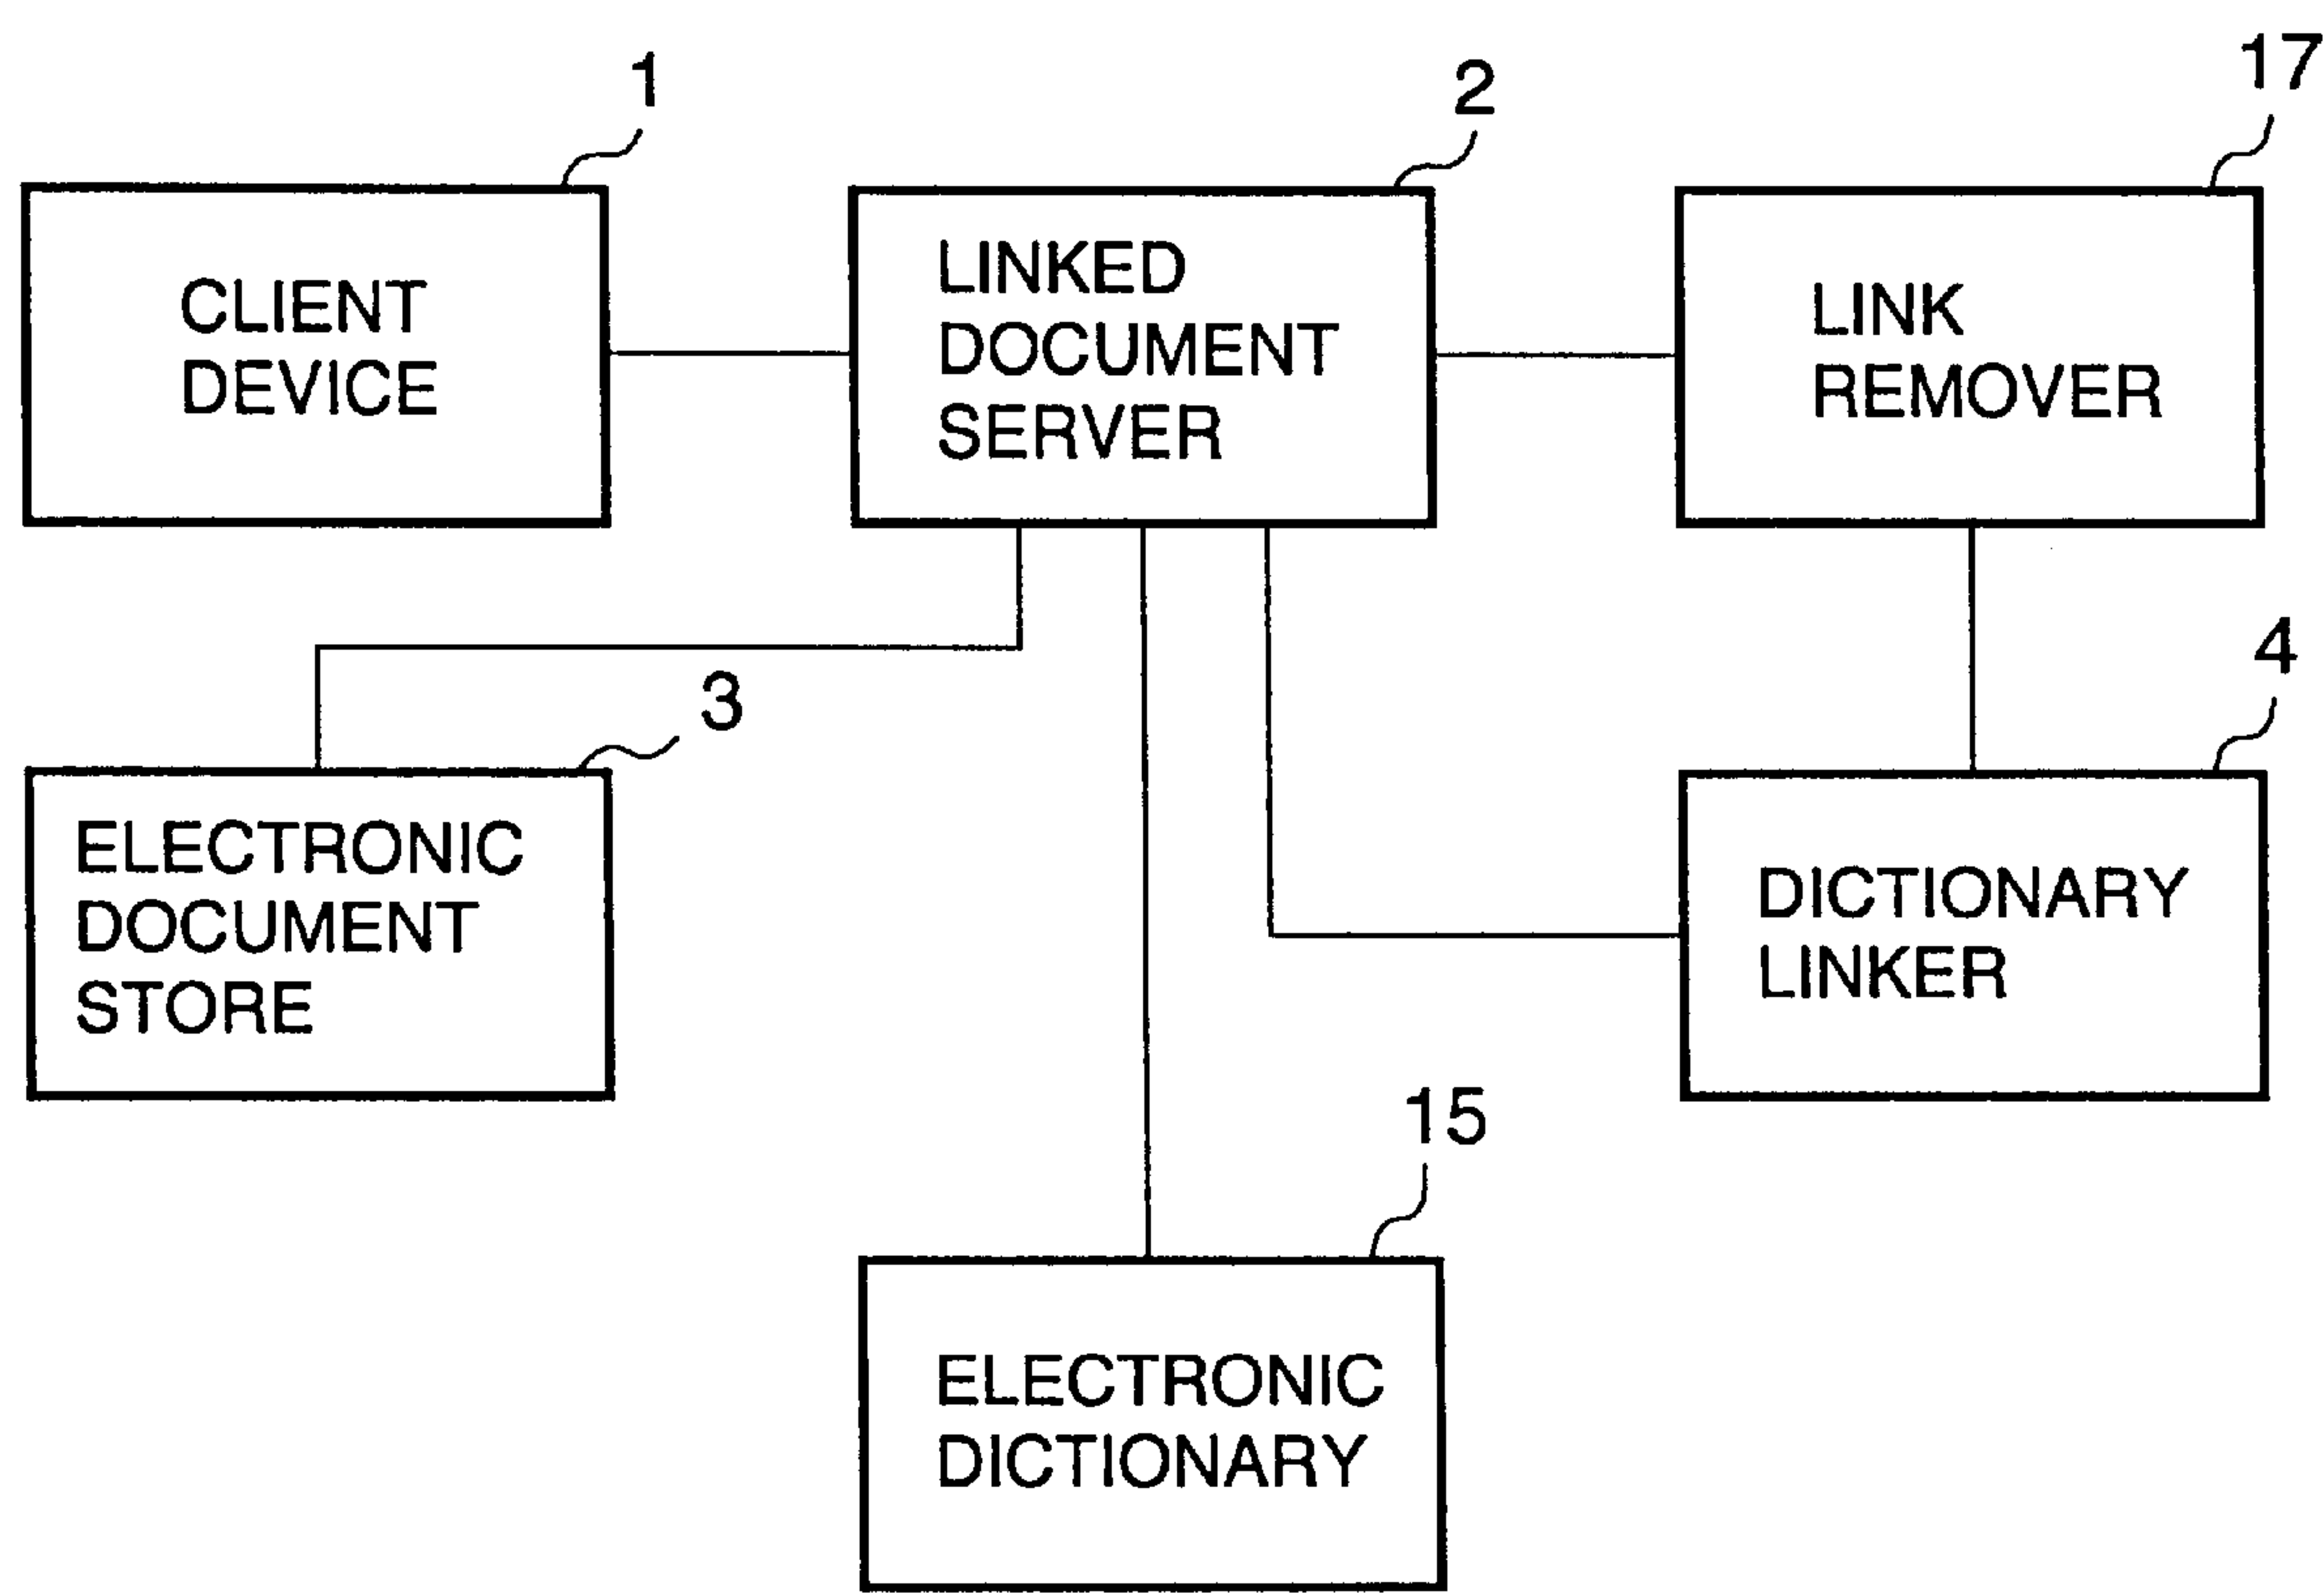 1
CLIENT
DEVICE
2
LINKED
DOCUMENT
SERVER
17
LINK
REMOVER
3
ELECTRONIC
DOCUMENT
STORE
4
DICTIONARY
LINKER
15
ELECTRONIC
DICTIONARY